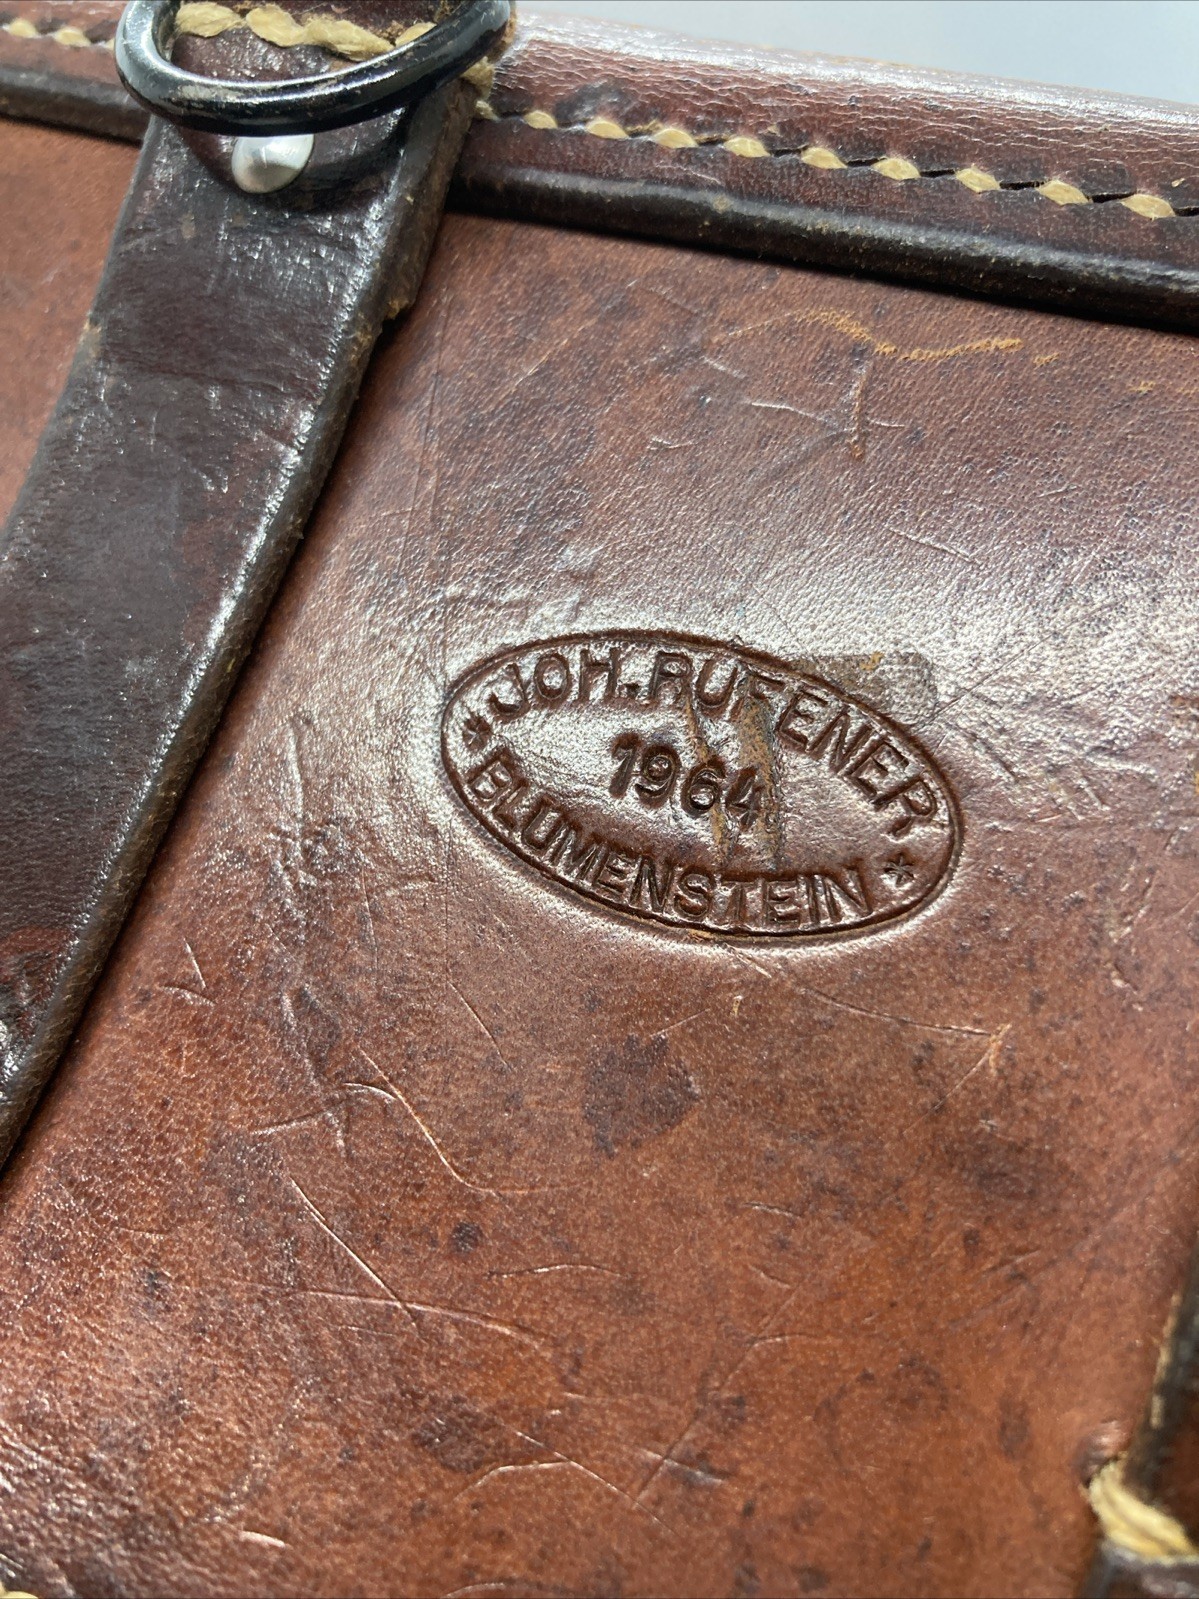 JOH. RUFENER
1964
* BLUMENSTEIN *